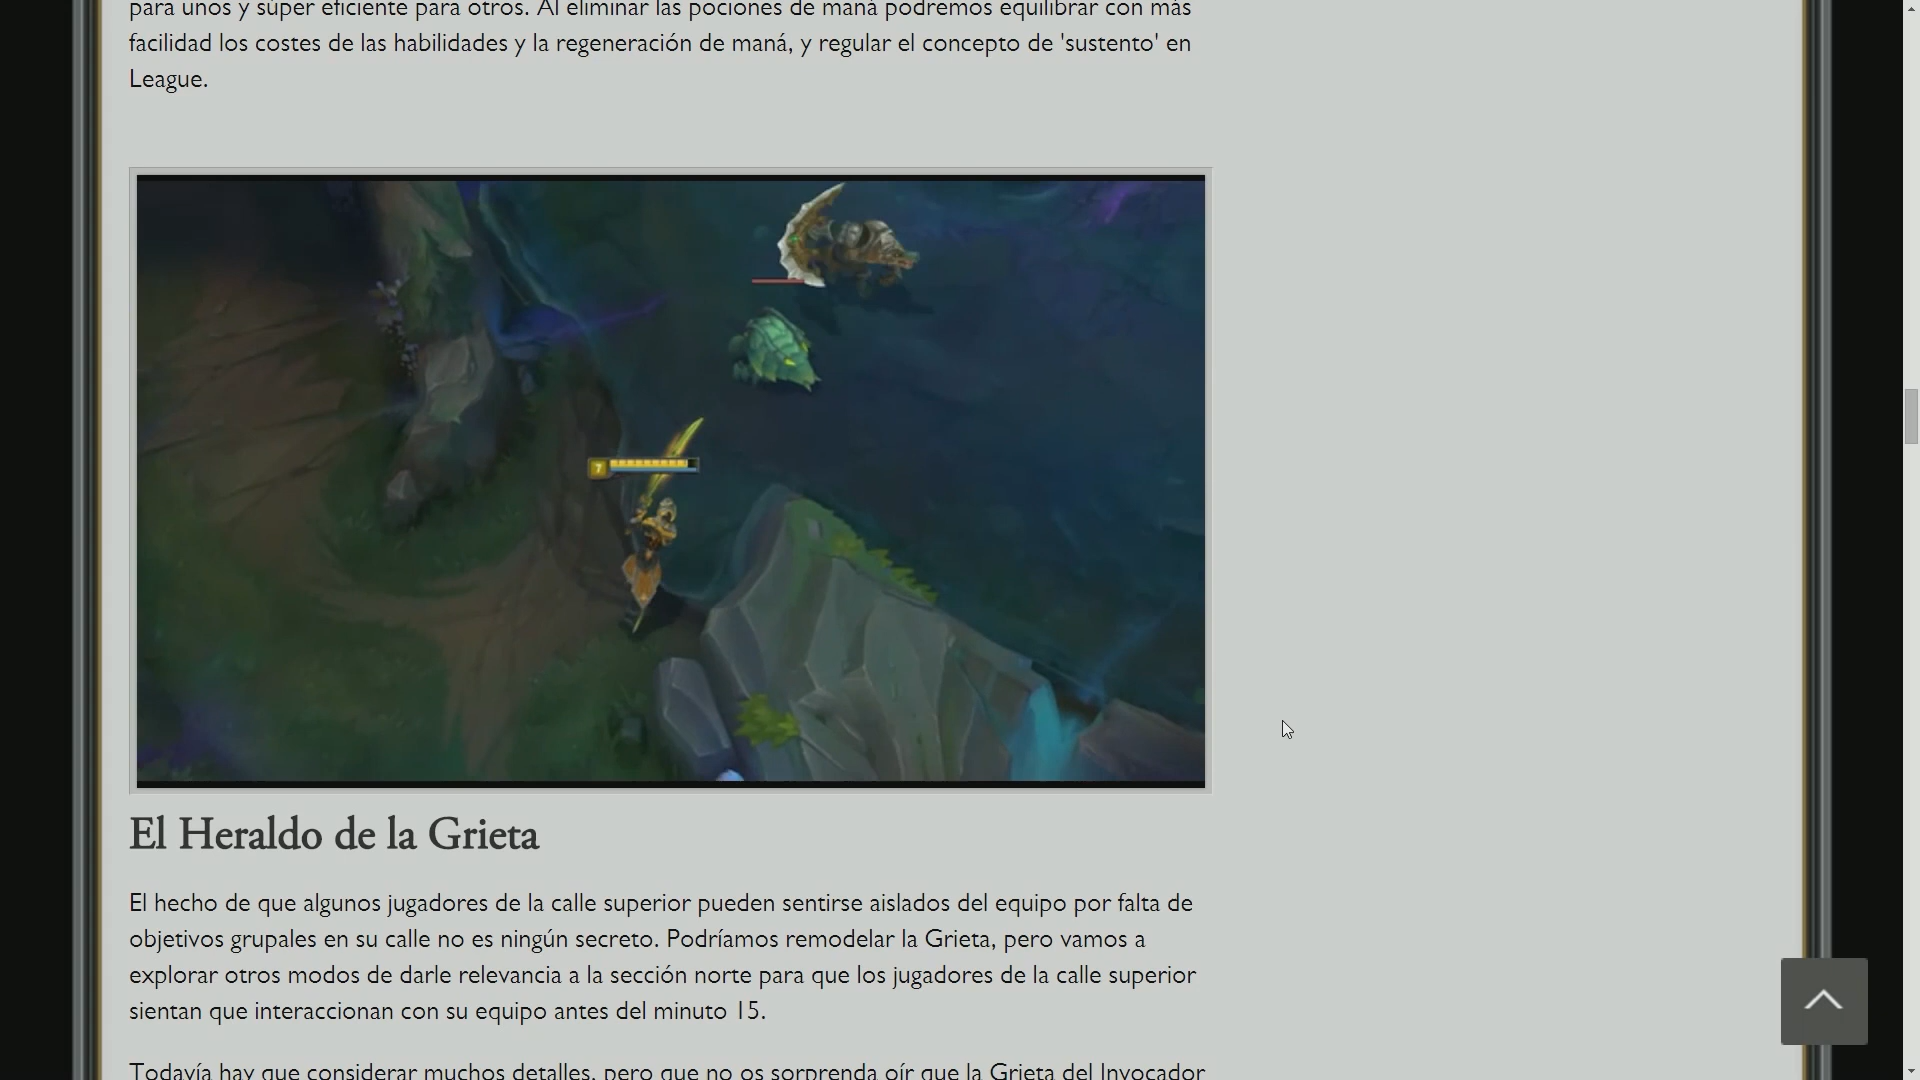 para unos y súper eficiente para otros. Al eliminar las pociones de maná podremos equilibrar con más
facilidad los costes de las habilidades y la regeneración de maná, y regular el concepto de 'sustento' en
League.
7
El Heraldo de la Grieta
El hecho de que algunos jugadores de la calle superior pueden sentirse aislados del equipo por falta de
objetivos grupales en su calle no es ningún secreto. Podríamos remodelar la Grieta, pero vamos a
explorar otros modos de darle relevancia a la sección norte para que los jugadores de la calle superior
sientan que interaccionan con su equipo antes del minuto 15.
Todavía hay que considerar muchos detalles, pero que no os sorprenda oír que la Grieta del Invocador